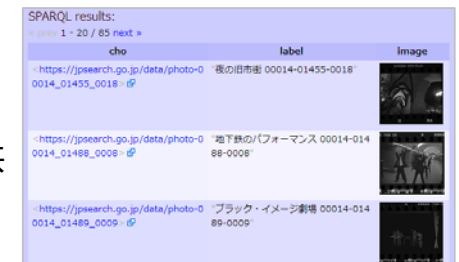 SPARQL results:
« prev 1 - 20 / 85 next »
cho label image
<https://jpsearch.go.jp/data/photo-0 "夜の旧市街 00014-01455-0018"
0014_01455_0018>
<https://jpsearch.go.jp/data/photo-0 "地下鉄のパフォーマンス 00014-014
0014_01488_0008> 88-0008"
<https://jpsearch.go.jp/data/photo-0 "ブラック・イメージ劇場 00014-014
0014_01489_0009> 89-0009"